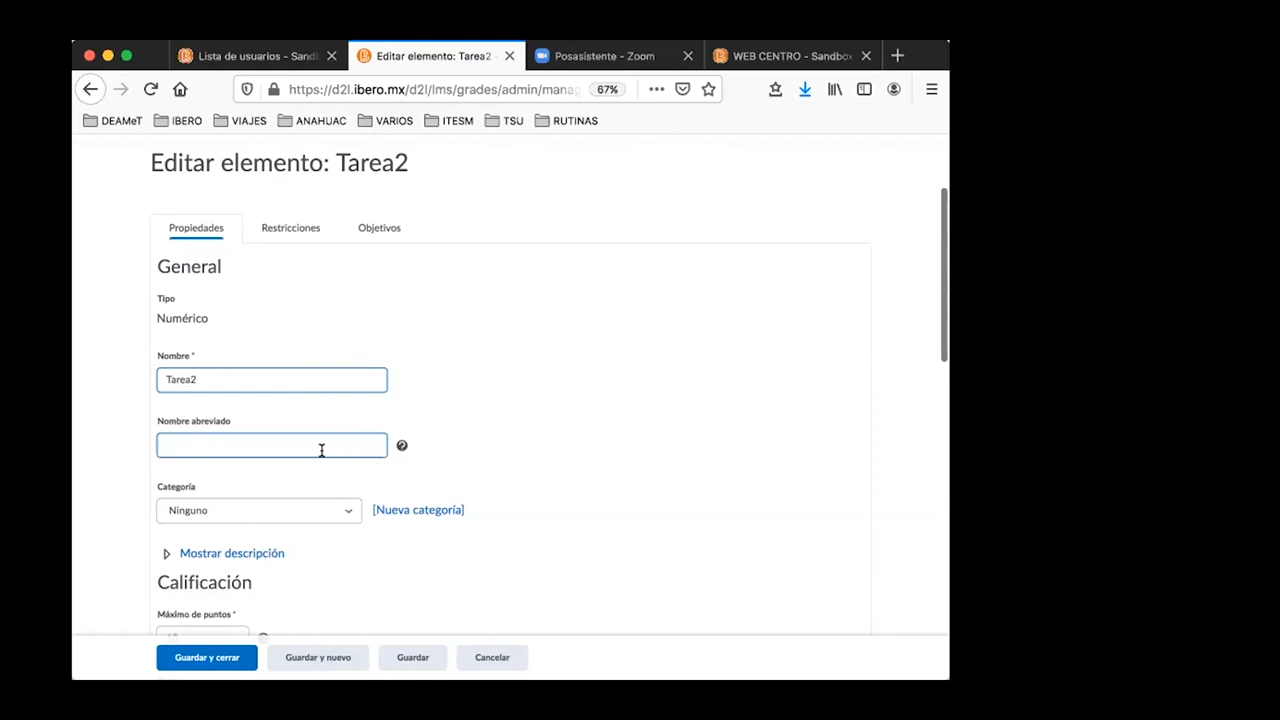 Lista de usuarios - Sand
Editar elemento: Tarea2 -
Posasistente - Zoom
WEB CENTRO - Sandbox
https://d2l.ibero.mx/d2l/lms/grades/admin/manag
67%
DEAMeT
IBERO
VIAJES
ANAHUAC
VARIOS
ITESM
TSU
RUTINAS
Editar elemento: Tarea2
Propiedades
Restricciones
Objetivos
General
Tipo
Numérico
Nombre *
Tarea2
Nombre abreviado
Categoría
Ninguno
[Nueva categoría]
Mostrar descripción
Calificación
Máximo de puntos *
Guardar y cerrar
Guardar y nuevo
Guardar
Cancelar